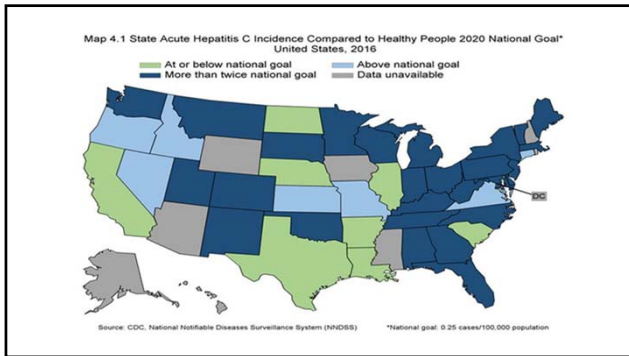 Map 4.1 State Acute Hepatitis C Incidence Compared to Healthy People 2020 National Goal*
United States, 2016
At or below national goal
Above national goal
More than twice national goal
Data unavailable
DC
Source: CDC, National Notifiable Diseases Surveillance System (NNDSS)
*National goal: 0.25 cases/100,000 population